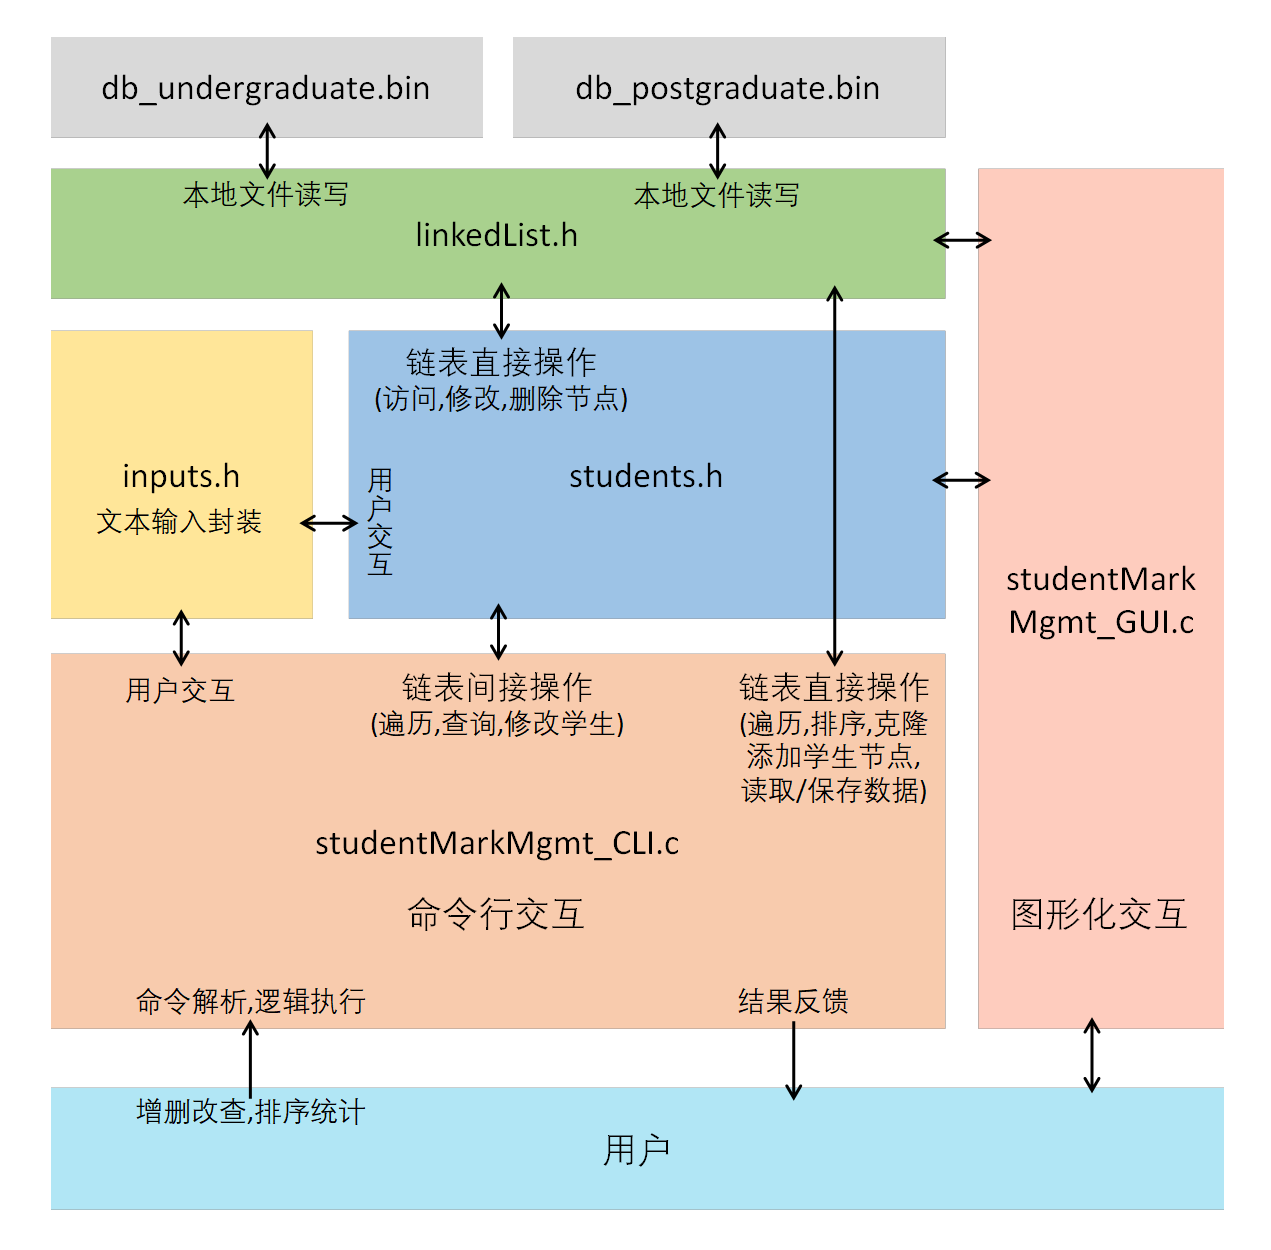 db_undergraduate.bin
db_postgraduate.bin
本地文件读写
本地文件读写
linkedList.h
链表直接操作
(访问,修改,删除节点)
inputs.h
文本输入封装
用
户
交
互
students.h
studentMark
Mgmt_GUI.c
图形化交互
用户交互
链表间接操作
(遍历,查询,修改学生)
链表直接操作
(遍历,排序,克隆
添加学生节点,
读取/保存数据)
studentMarkMgmt_CLI.c
命令行交互
命令解析,逻辑执行
结果反馈
增删改查,排序统计
用户